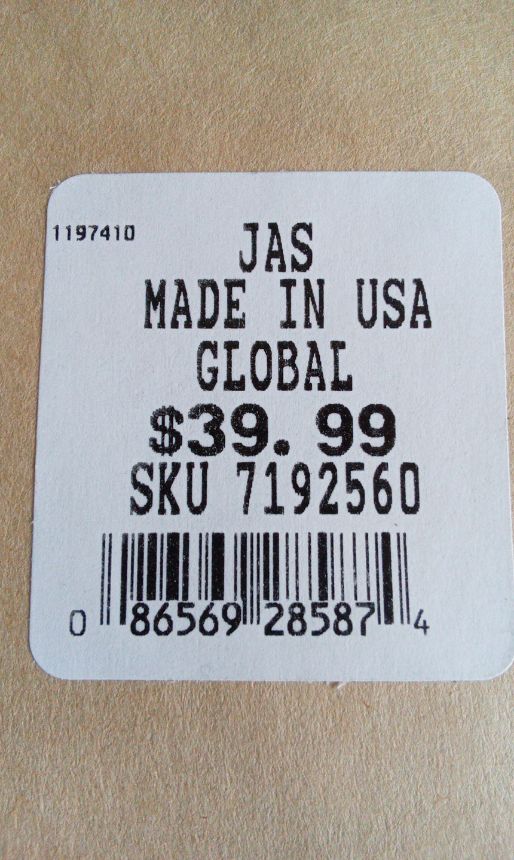 1197410
JAS
MADE IN USA
GLOBAL
$39.99
SKU 7192560
0 86569 28587 4